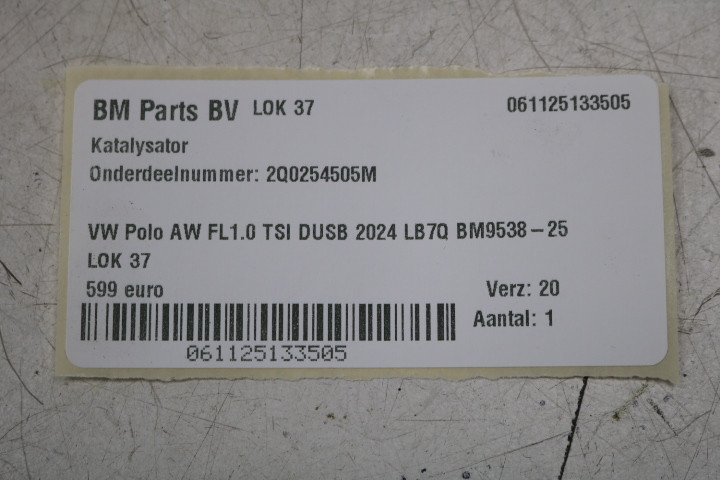 BM Parts BV LOK 37 061125133505
Katalysator
Onderdeelnummer: 2Q0254505M
VW Polo AW FL1.0 TSI DUSB 2024 LB7Q BM9538-25
LOK 37
599 euro Verz: 20
Aantal: 1
061125133505